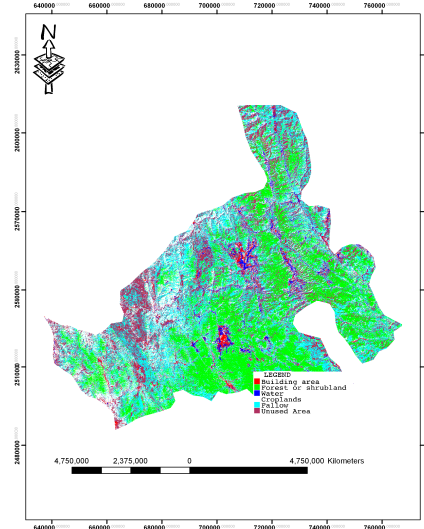 640000 660000 680000 700000 720000 740000 760000
N
2630000
2600000
2570000
2510000
2480000
LEGEND
Building area
Forest or shrubland
Water
Croplands
Fallow
Unused Area
4,750,000 2,375,000 0 4,750,000 Kilometers
640000 660000 680000 700000 720000 740000 760000